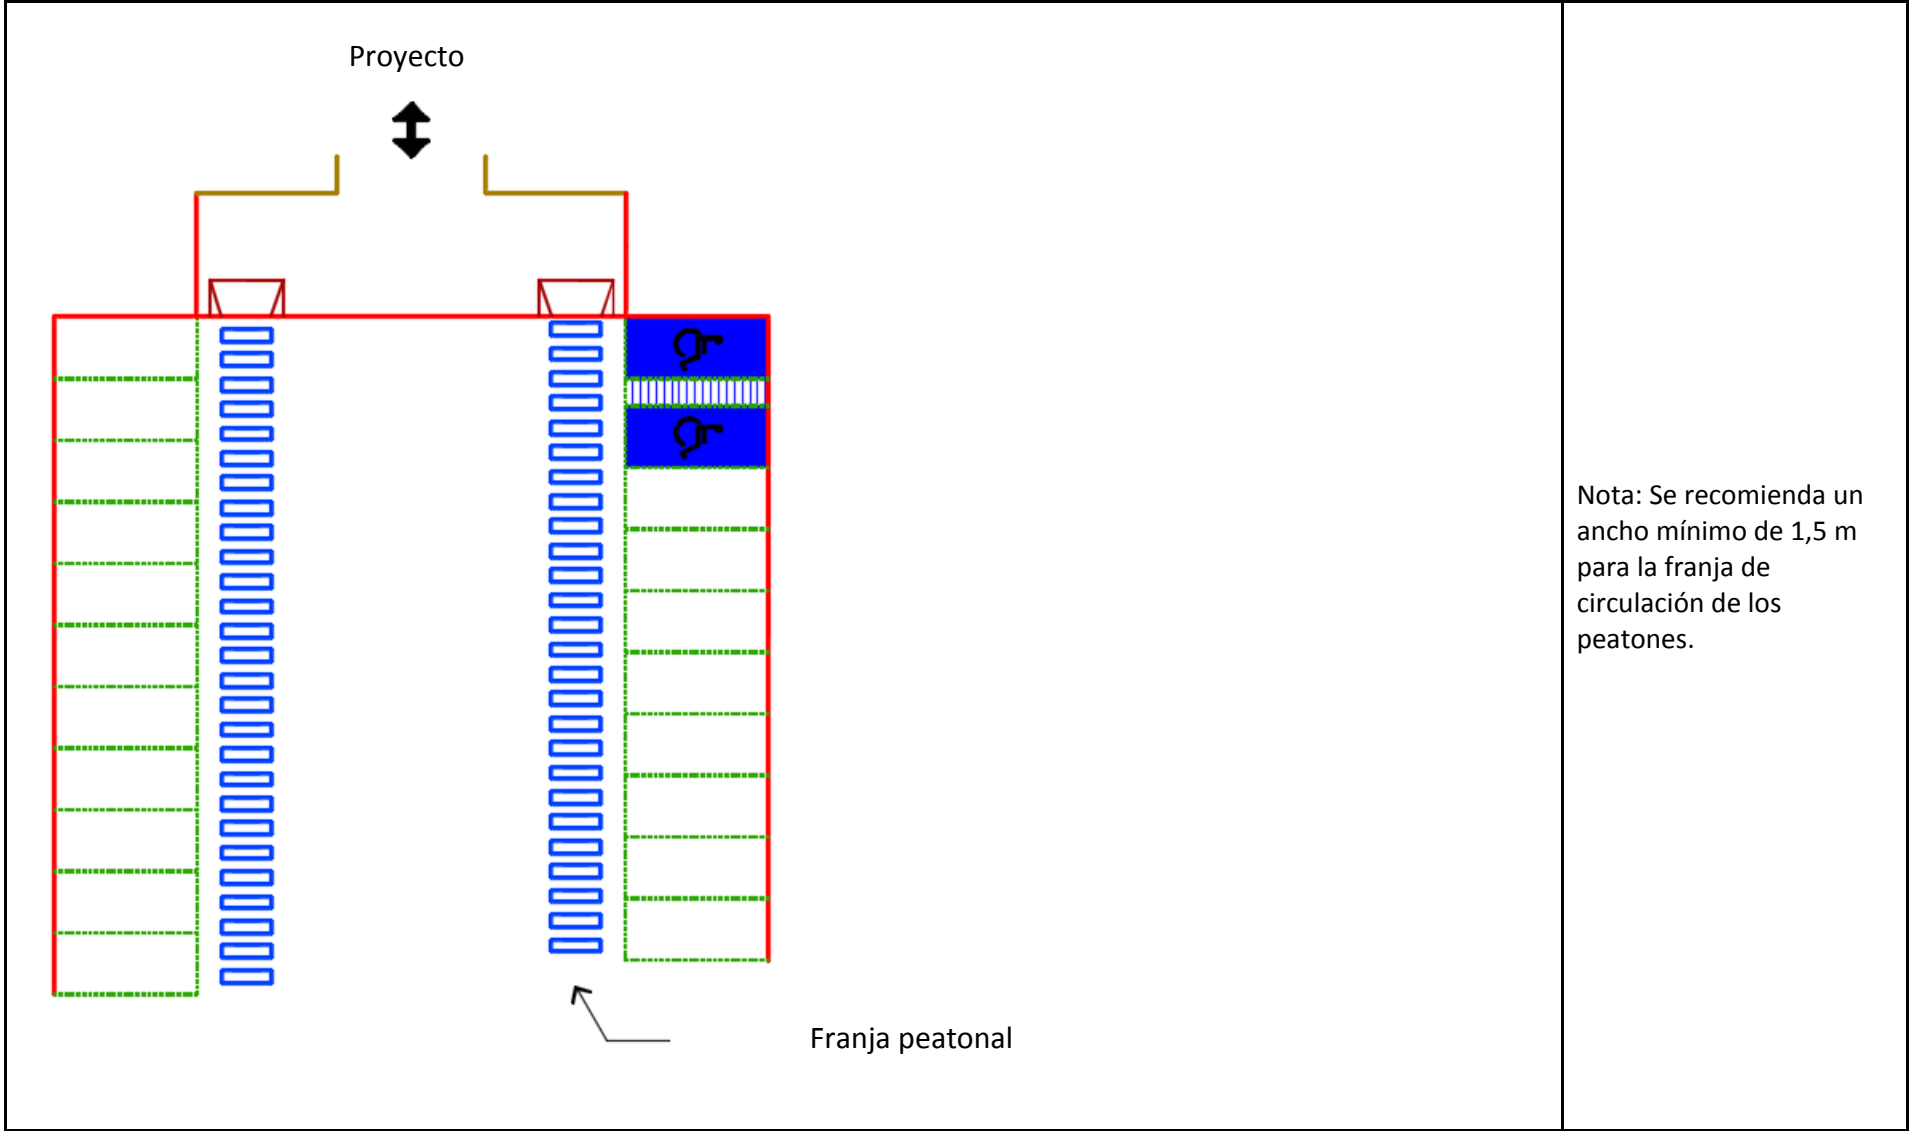 Proyecto
Nota: Se recomienda un
ancho mínimo de 1,5 m
para la franja de
circulación de los
peatones.
Franja peatonal